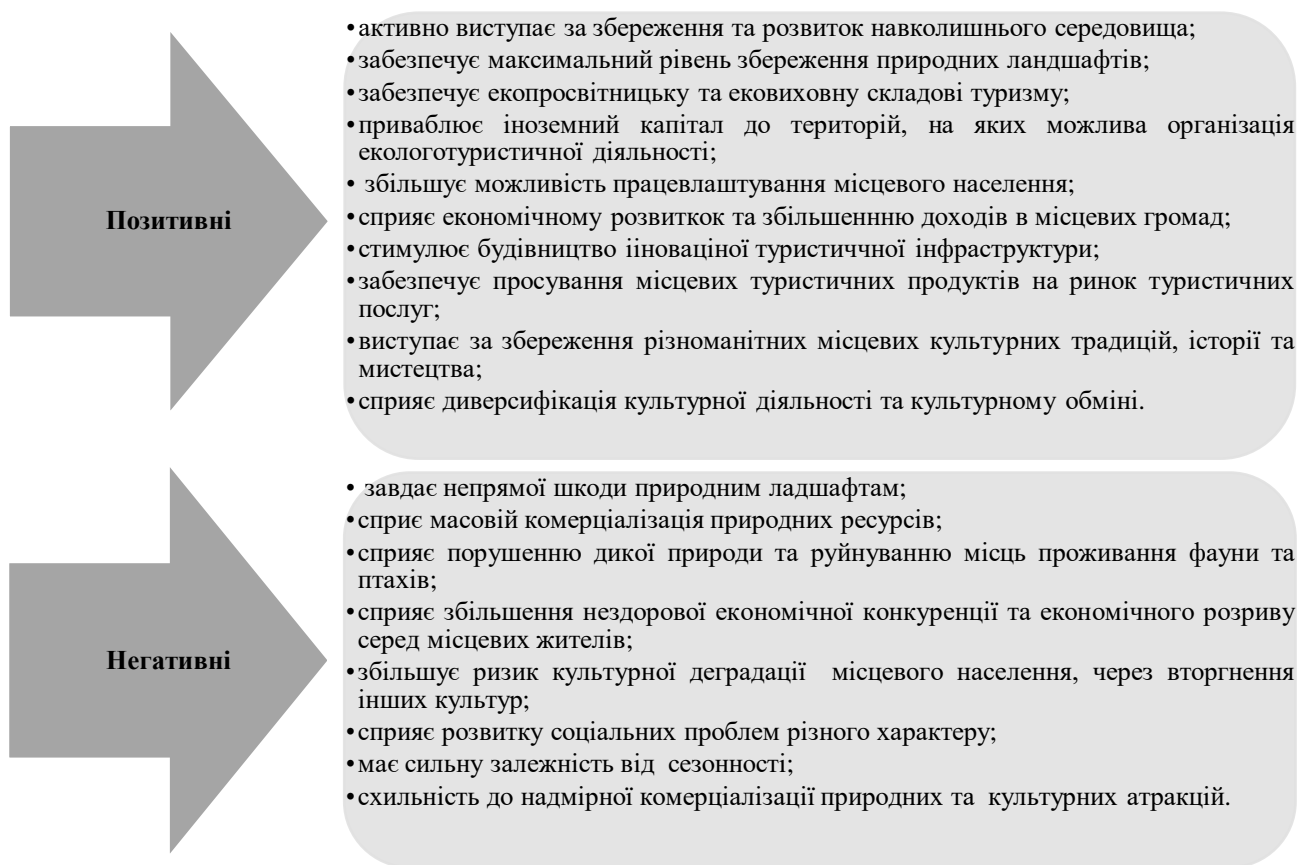 Позитивні
•активно виступає за збереження та розвиток навколишнього середовища;
•забезпечує максимальний рівень збереження природних ландшафтів;
•забезпечує екопросвітницьку та ековиховну складові туризму;
•приваблює іноземний капітал до територій, на яких можлива організація
екологотуристичної діяльності;
• збільшує можливість працевлаштування місцевого населення;
•сприяє економічному розвиткок та збільшеннню доходів в місцевих громад;
•стимулює будівництво ііноваціної туристиччної інфраструктури;
•забезпечує просування місцевих туристичних продуктів на ринок туристичних
послуг;
•виступає за збереження різноманітних місцевих культурних традицій, історії та
мистецтва;
•сприяє диверсифікація культурної діяльності та культурному обміні.
Негативні
• завдає непрямої шкоди природним ладшафтам;
•сприє масовій комерціалізація природних ресурсів;
•сприяє порушенню дикої природи та руйнуванню місць проживання фауни та
птахів;
•сприяє збільшення нездорової економічної конкуренції та економічного розриву
серед місцевих жителів;
•збільшує ризик культурної деградації місцевого населення, через вторгнення
інших культур;
•сприяє розвитку соціальних проблем різного характеру;
•має сильну залежність від сезонності;
•схильність до надмірної комерціалізації природних та культурних атракцій.